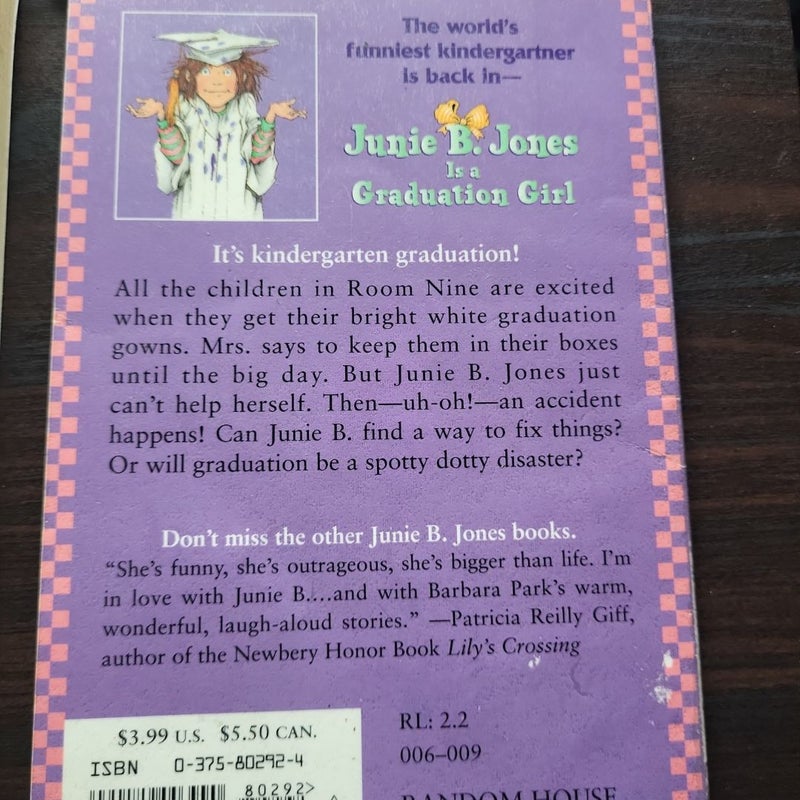 The world's
funniest kindergartner
is back in—
Junie B. Jones
Is a
Graduation Girl
It's kindergarten graduation!
All the children in Room Nine are excited
when they get their bright white graduation
gowns. Mrs. says to keep them in their boxes
until the big day. But Junie B. Jones just
can't help herself. Then—uh-oh!—an accident
happens! Can Junie B. find a way to fix things?
Or will graduation be a spotty dotty disaster?
Don't miss the other Junie B. Jones books.
“She's funny, she's outrageous, she's bigger than life. I'm
in love with Junie B....and with Barbara Park's warm,
wonderful, laugh-aloud stories.” —Patricia Reilly Giff,
author of the Newbery Honor Book Lily's Crossing
$3.99 U.S. $5.50 CAN.
ISBN 0-375-80292-4
80292>
RL: 2.2
006–009
RANDOM HOUSE